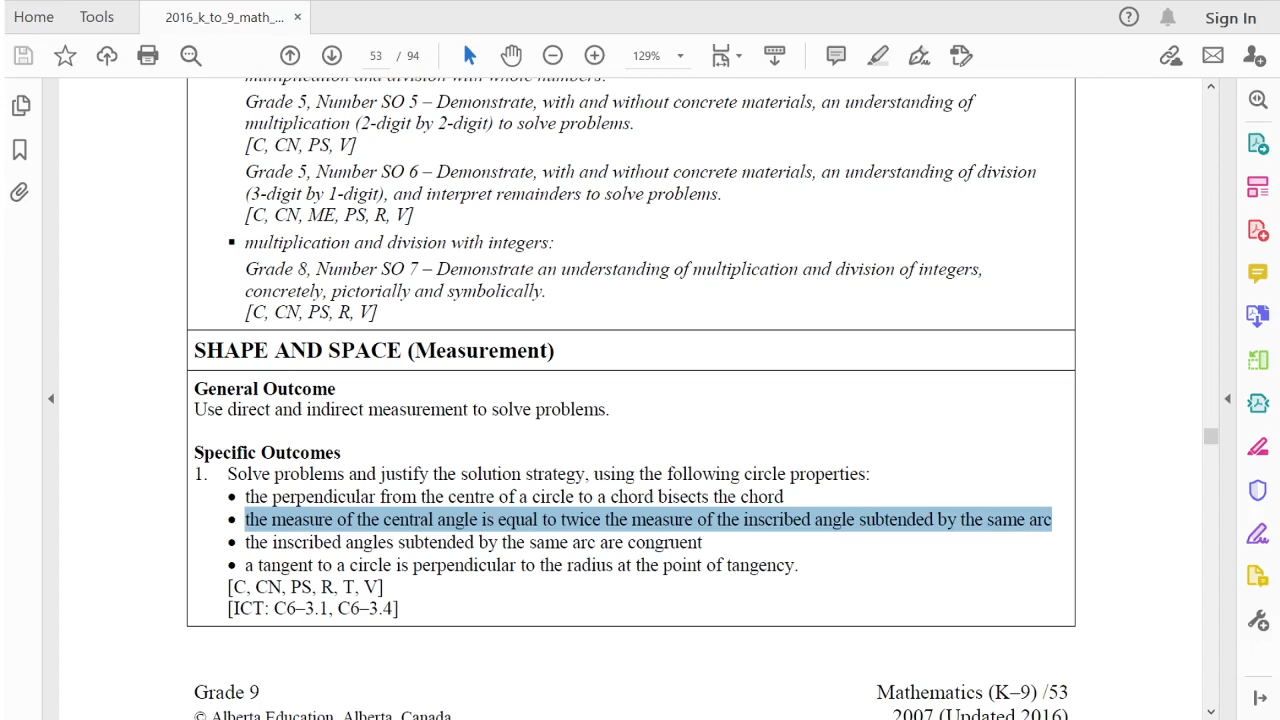 Home Tools 2016_k_to_9_math_... × Sign In
53 / 94 129%
multiplication and division with whole numbers:
Grade 5, Number SO 5 – Demonstrate, with and without concrete materials, an understanding of
multiplication (2-digit by 2-digit) to solve problems.
[C, CN, PS, V]
Grade 5, Number SO 6 – Demonstrate, with and without concrete materials, an understanding of division
(3-digit by 1-digit), and interpret remainders to solve problems.
[C, CN, ME, PS, R, V]
▪ multiplication and division with integers:
Grade 8, Number SO 7 – Demonstrate an understanding of multiplication and division of integers,
concretely, pictorially and symbolically.
[C, CN, PS, R, V]
SHAPE AND SPACE (Measurement)
General Outcome
Use direct and indirect measurement to solve problems.
Specific Outcomes
1. Solve problems and justify the solution strategy, using the following circle properties:
• the perpendicular from the centre of a circle to a chord bisects the chord
• the measure of the central angle is equal to twice the measure of the inscribed angle subtended by the same arc
• the inscribed angles subtended by the same arc are congruent
• a tangent to a circle is perpendicular to the radius at the point of tangency.
[C, CN, PS, R, T, V]
[ICT: C6–3.1, C6–3.4]
Grade 9 Mathematics (K–9) /53
© Alberta Education, Alberta, Canada 2007 (Updated 2016)